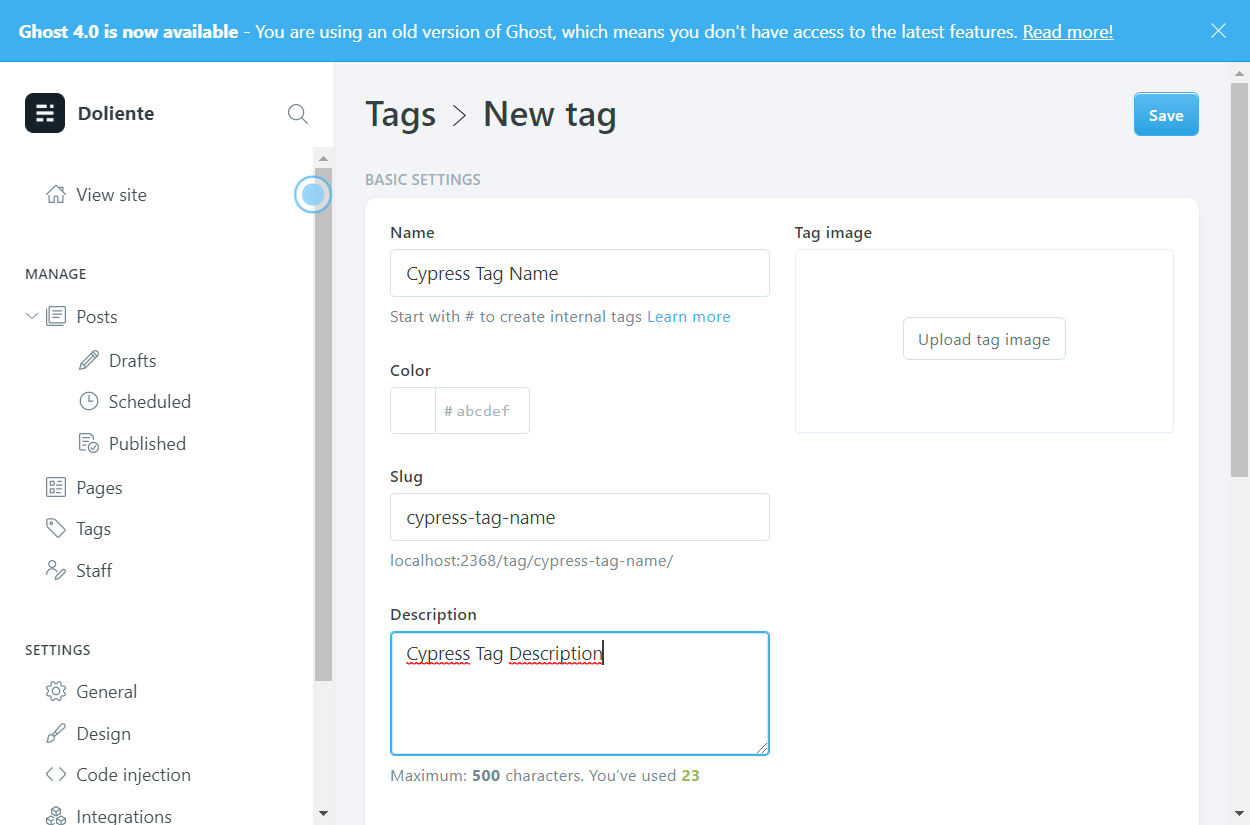 Ghost 4.0 is now available - You are using an old version of Ghost, which means you don't have access to the latest features. Read more!
Doliente
View site
MANAGE
Posts
Drafts
Scheduled
Published
Pages
Tags
Staff
SETTINGS
General
Design
Code injection
Integrations
Tags > New tag
Save
BASIC SETTINGS
Name
Cypress Tag Name
Start with # to create internal tags Learn more
Color
# abcdef
Slug
cypress-tag-name
localhost:2368/tag/cypress-tag-name/
Description
Cypress Tag Description
Maximum: 500 characters. You’ve used 23
Tag image
Upload tag image